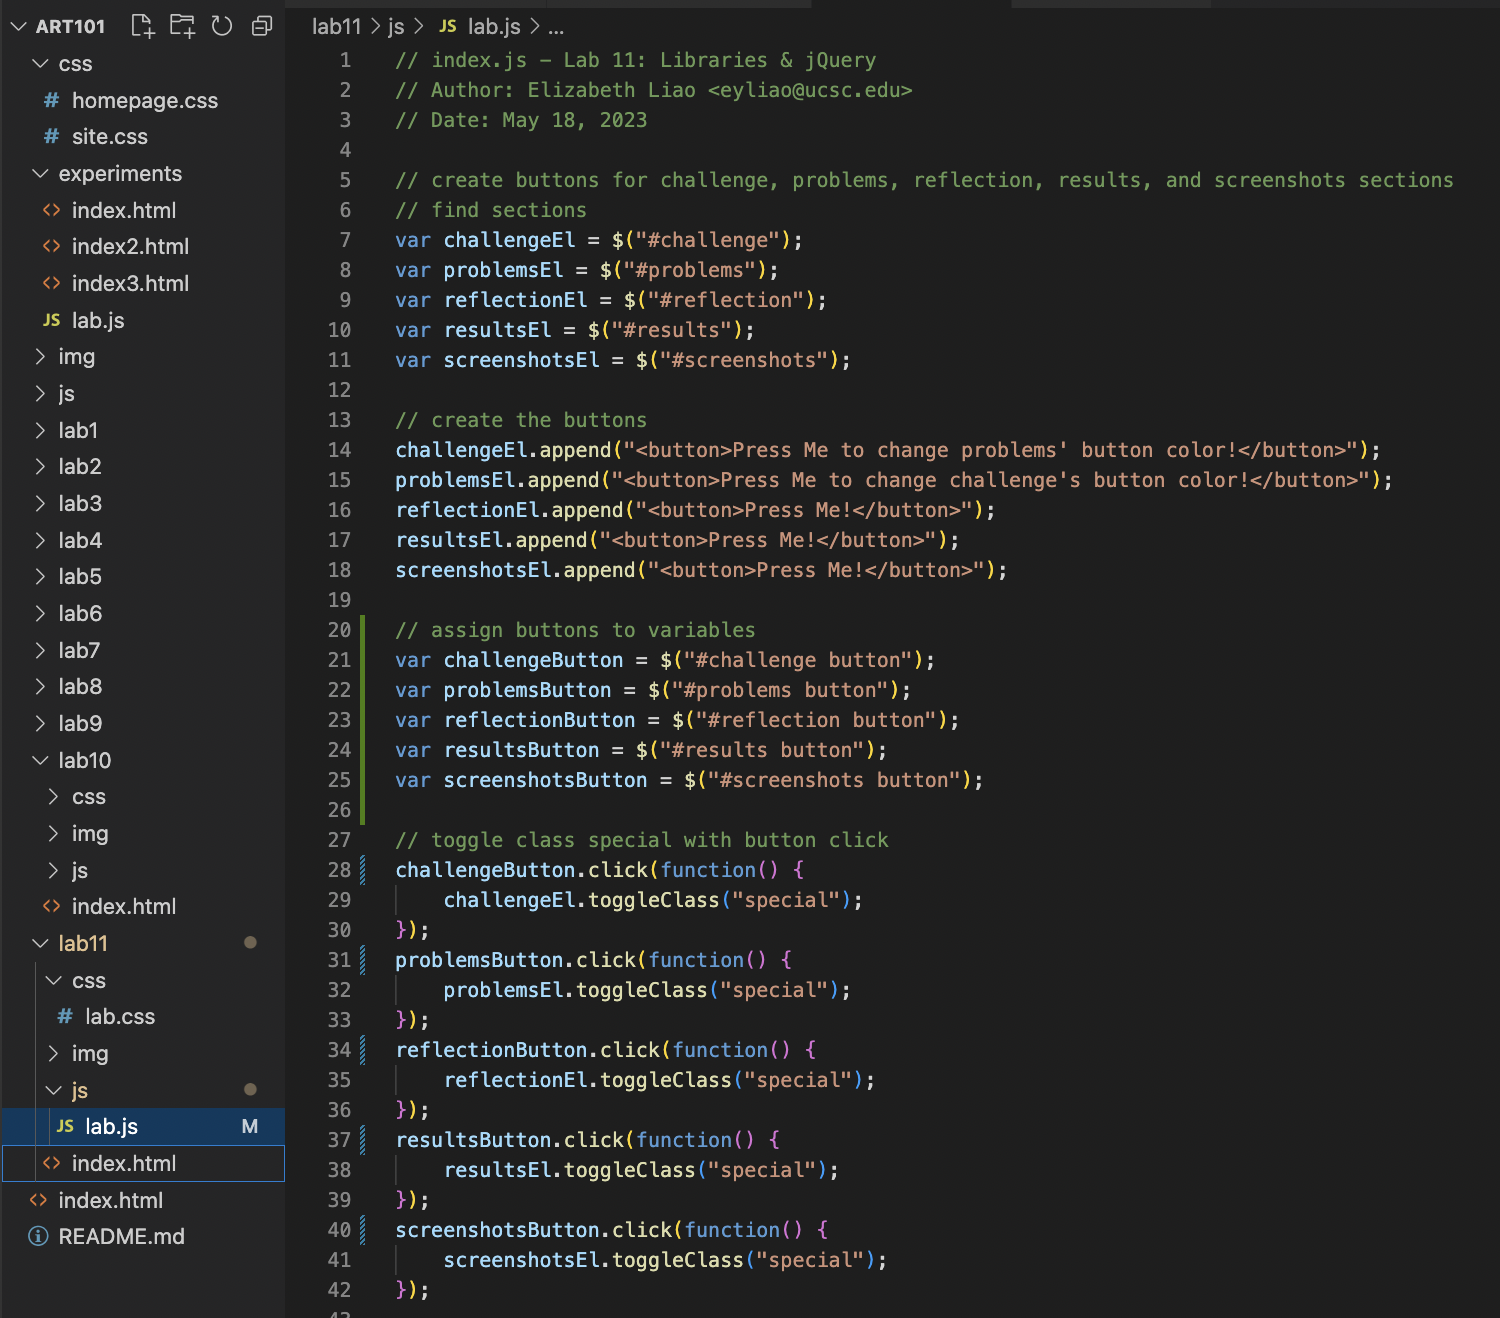 ART101
css
# homepage.css
# site.css
experiments
<> index.html
<> index2.html
<> index3.html
JS lab.js
img
js
lab1
lab2
lab3
lab4
lab5
lab6
lab7
lab8
lab9
lab10
css
img
js
<> index.html
lab11
css
# lab.css
img
js
JS lab.js M
<> index.html
<> index.html
README.md
lab11 > js > JS lab.js > ...
1 // index.js - Lab 11: Libraries & jQuery
2 // Author: Elizabeth Liao <eyliao@ucsc.edu>
3 // Date: May 18, 2023
4
5 // create buttons for challenge, problems, reflection, results, and screenshots sections
6 // find sections
7 var challengeEl = $("#challenge");
8 var problemsEl = $("#problems");
9 var reflectionEl = $("#reflection");
10 var resultsEl = $("#results");
11 var screenshotsEl = $("#screenshots");
12
13 // create the buttons
14 challengeEl.append("<button>Press Me to change problems' button color!</button>");
15 problemsEl.append("<button>Press Me to change challenge's button color!</button>");
16 reflectionEl.append("<button>Press Me!</button>");
17 resultsEl.append("<button>Press Me!</button>");
18 screenshotsEl.append("<button>Press Me!</button>");
19
20 // assign buttons to variables
21 var challengeButton = $("#challenge button");
22 var problemsButton = $("#problems button");
23 var reflectionButton = $("#reflection button");
24 var resultsButton = $("#results button");
25 var screenshotsButton = $("#screenshots button");
26
27 // toggle class special with button click
28 challengeButton.click(function() {
29     challengeEl.toggleClass("special");
30 });
31 problemsButton.click(function() {
32     problemsEl.toggleClass("special");
33 });
34 reflectionButton.click(function() {
35     reflectionEl.toggleClass("special");
36 });
37 resultsButton.click(function() {
38     resultsEl.toggleClass("special");
39 });
40 screenshotsButton.click(function() {
41     screenshotsEl.toggleClass("special");
42 });
43